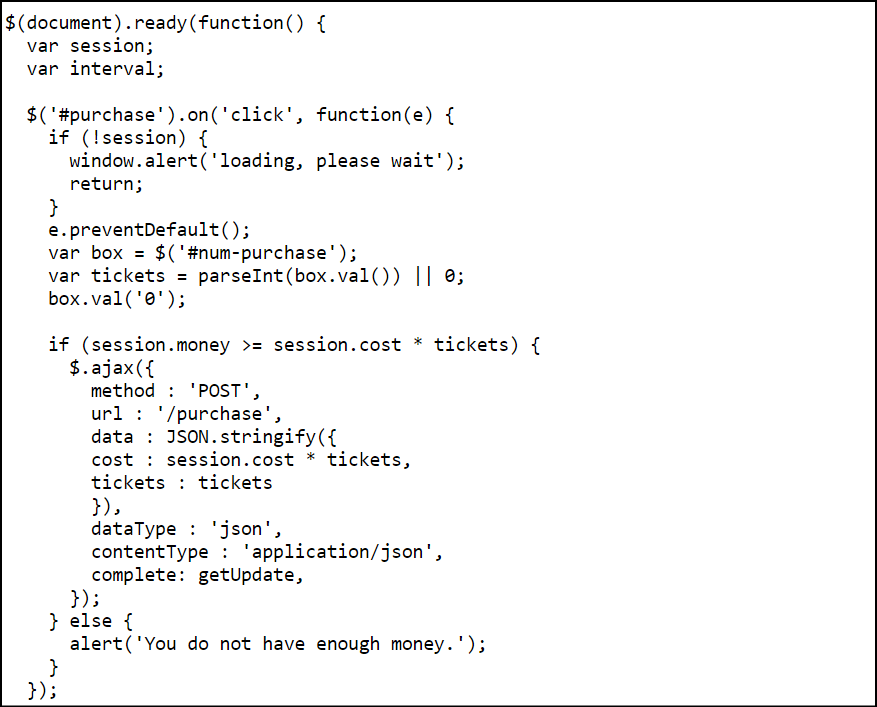 $(document).ready(function() {
  var session;
  var interval;

  $('#purchase').on('click', function(e) {
    if (!session) {
      window.alert('loading, please wait');
      return;
    }
    e.preventDefault();
    var box = $('#num-purchase');
    var tickets = parseInt(box.val()) || 0;
    box.val('0');

    if (session.money >= session.cost * tickets) {
      $.ajax({
        method : 'POST',
        url : '/purchase',
        data : JSON.stringify({
        cost : session.cost * tickets,
        tickets : tickets
        }),
        dataType : 'json',
        contentType : 'application/json',
        complete: getUpdate,
      });
    } else {
      alert('You do not have enough money.');
    }
  });